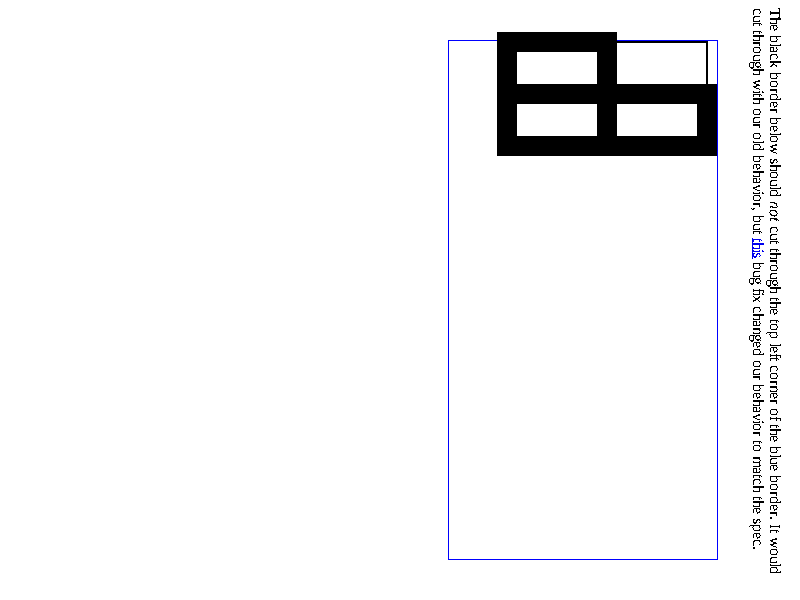 The black border below should not cut through the top left corner of the blue border. It would
cut through with our old behavior, but this bug fix changed our behavior to match the spec.